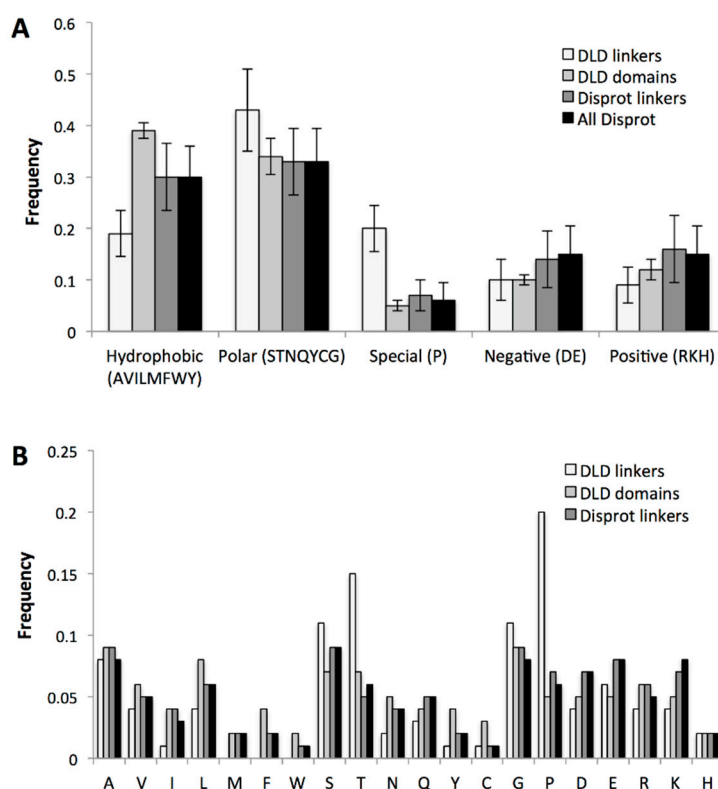 A
0.6
0.5
0.4
0.3
0.2
0.1
0
Frequency
DLD linkers
DLD domains
Disprot linkers
All Disprot
Hydrophobic (AVILMFWY)
Polar (STNQYCG)
Special (P)
Negative (DE)
Positive (RKH)
B
0.25
0.2
0.15
0.1
0.05
0
Frequency
DLD linkers
DLD domains
Disprot linkers
A V I L M F W S T N Q Y C G P D E R K H